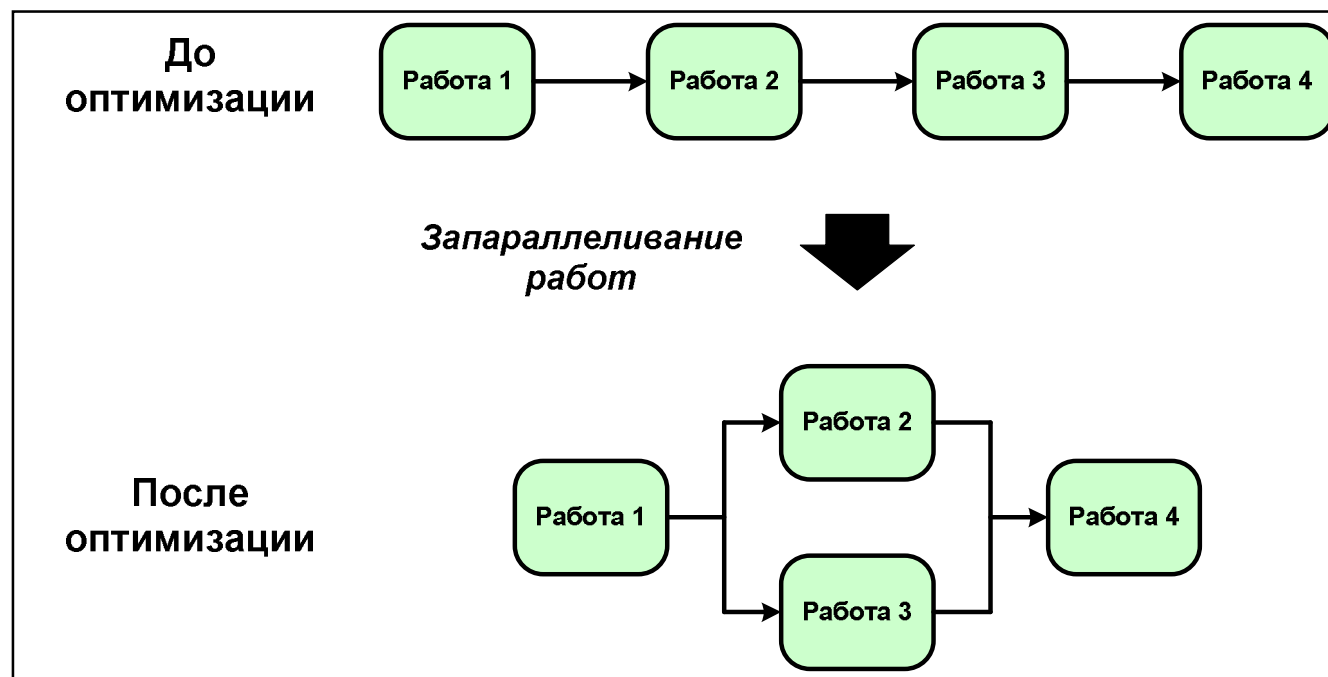 До
оптимизации
Работа 1
Работа 2
Работа 3
Работа 4
Запараллеливание
работ
После
оптимизации
Работа 1
Работа 2
Работа 3
Работа 4